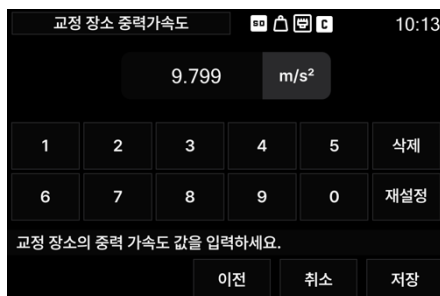 교정 장소 중력가속도 SD C 10:13
9.799 m/s²
1 2 3 4 5 삭제
6 7 8 9 0 재설정
교정 장소의 중력 가속도 값을 입력하세요.
이전 취소 저장